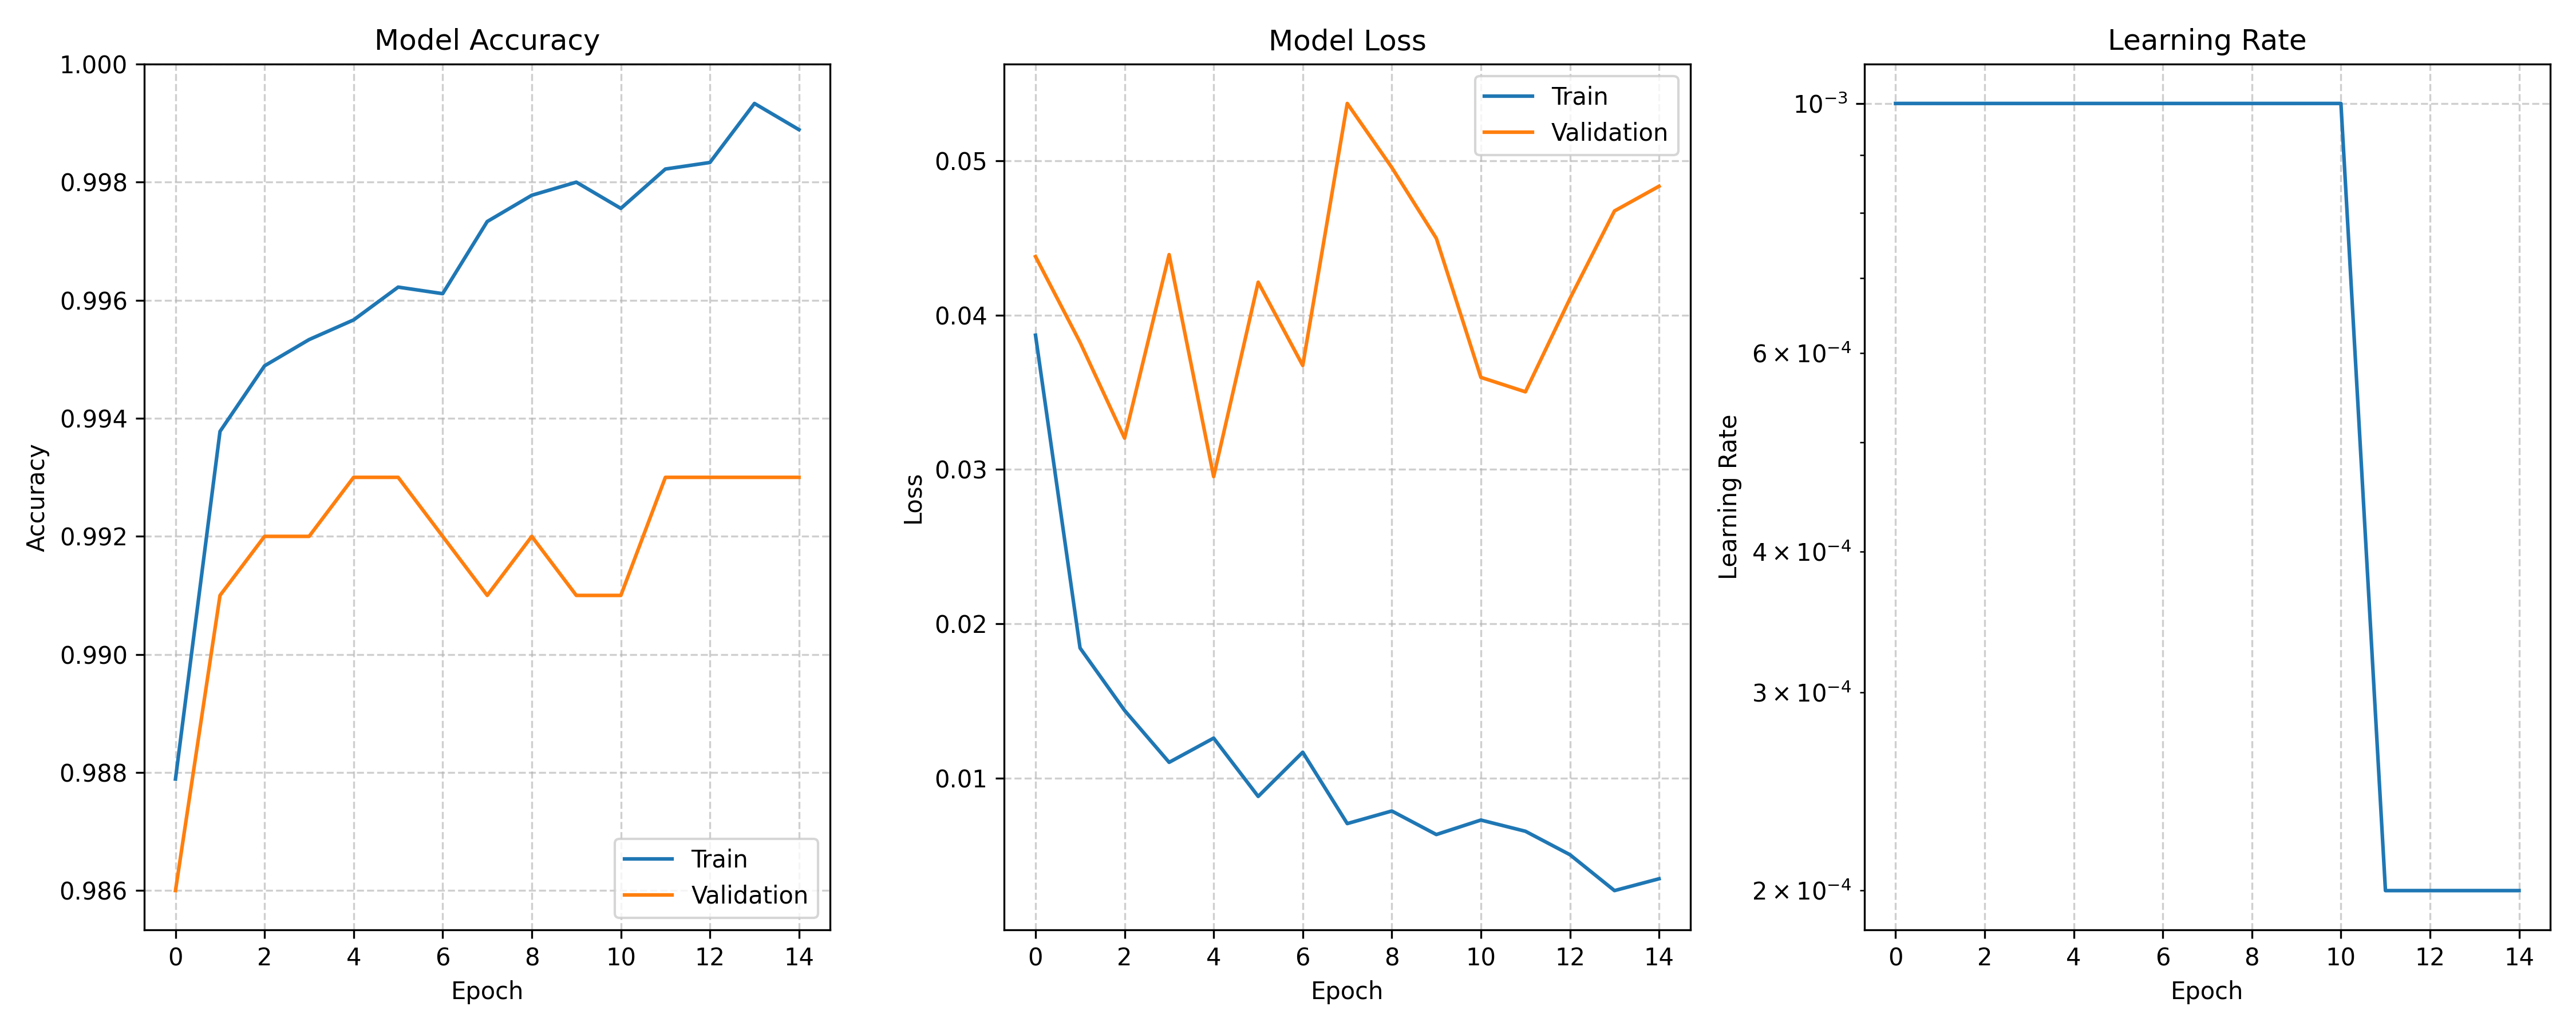 Model Accuracy
1.000
0.998
0.996
0.994
0.992
0.990
0.988
0.986
Accuracy
Train
Validation
0 2 4 6 8 10 12 14
Epoch
Model Loss
Train
Validation
0.05
0.04
0.03
0.02
0.01
Loss
0 2 4 6 8 10 12 14
Epoch
Learning Rate
10⁻³
6 × 10⁻⁴
4 × 10⁻⁴
3 × 10⁻⁴
2 × 10⁻⁴
Learning Rate
0 2 4 6 8 10 12 14
Epoch